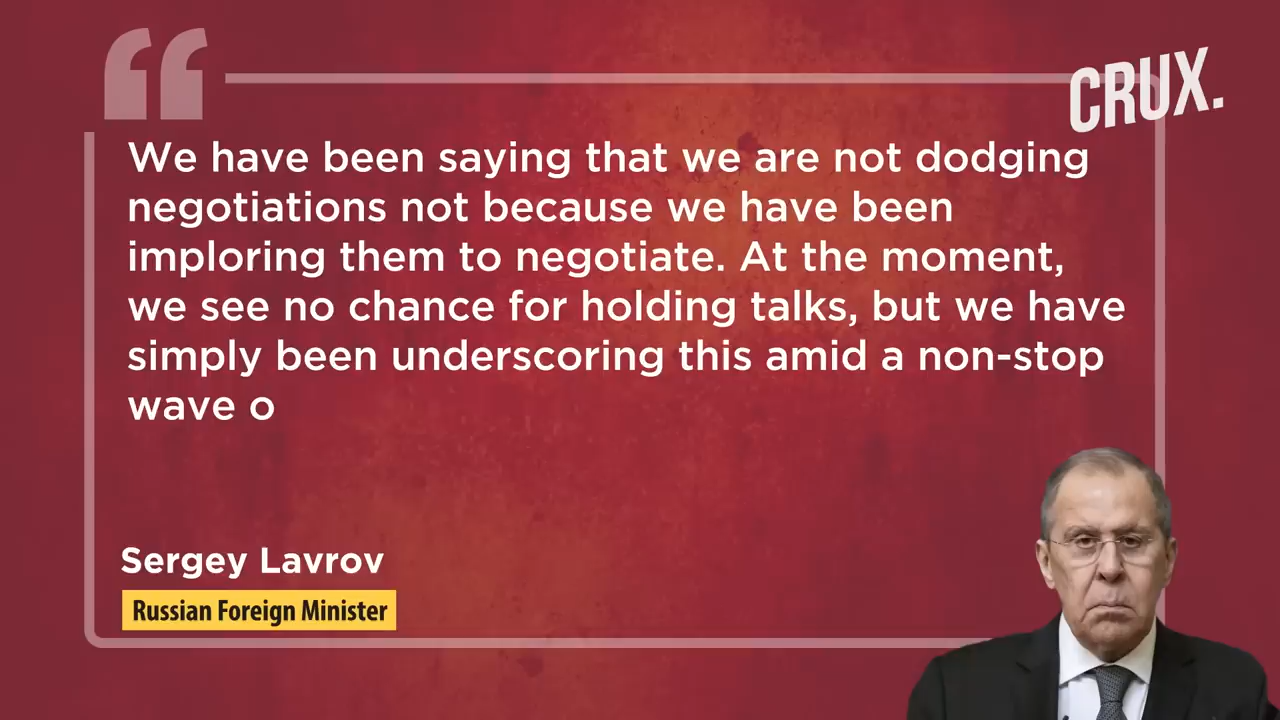 CRUX.
We have been saying that we are not dodging
negotiations not because we have been
imploring them to negotiate. At the moment,
we see no chance for holding talks, but we have
simply been underscoring this amid a non-stop
wave o
Sergey Lavrov
Russian Foreign Minister